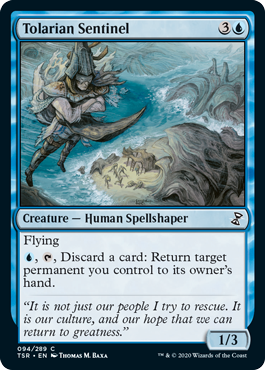 Tolarian Sentinel 3
Creature — Human Spellshaper
Flying
, , Discard a card: Return target
permanent you control to its owner's
hand.
"It is not just our people I try to rescue. It
is our culture, and our hope that we can
return to greatness."
1/3
094/289 C
TSR • EN Thomas M. Baxa
™ & © 2020 Wizards of the Coast